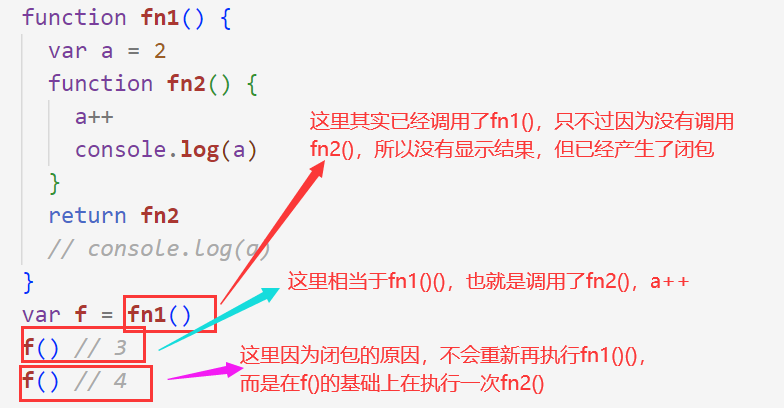 function fn1() {
var a = 2
function fn2() {
a++
console.log(a)
}
return fn2
// console.log(a)
}
var f = fn1()
f() // 3
f() // 4
这里其实已经调用了fn1()，只不过因为没有调用
fn2()，所以没有显示结果，但已经产生了闭包
这里相当于fn1()()，也就是调用了fn2()，a++
这里因为闭包的原因，不会重新再执行fn1()()，
而是在f()的基础上在执行一次fn2()